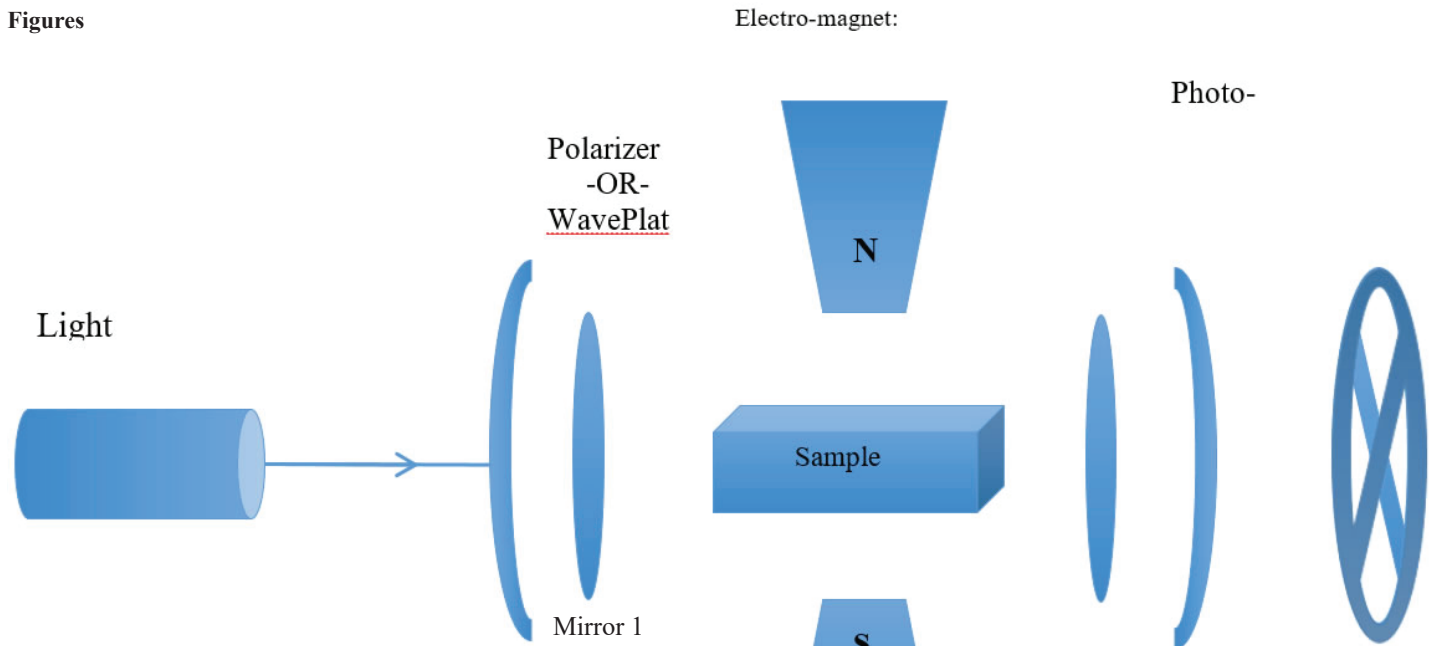 Figures
Electro-magnet:
Photo-
Polarizer
-OR-
WavePlat
N
Light
Sample
Mirror 1
S